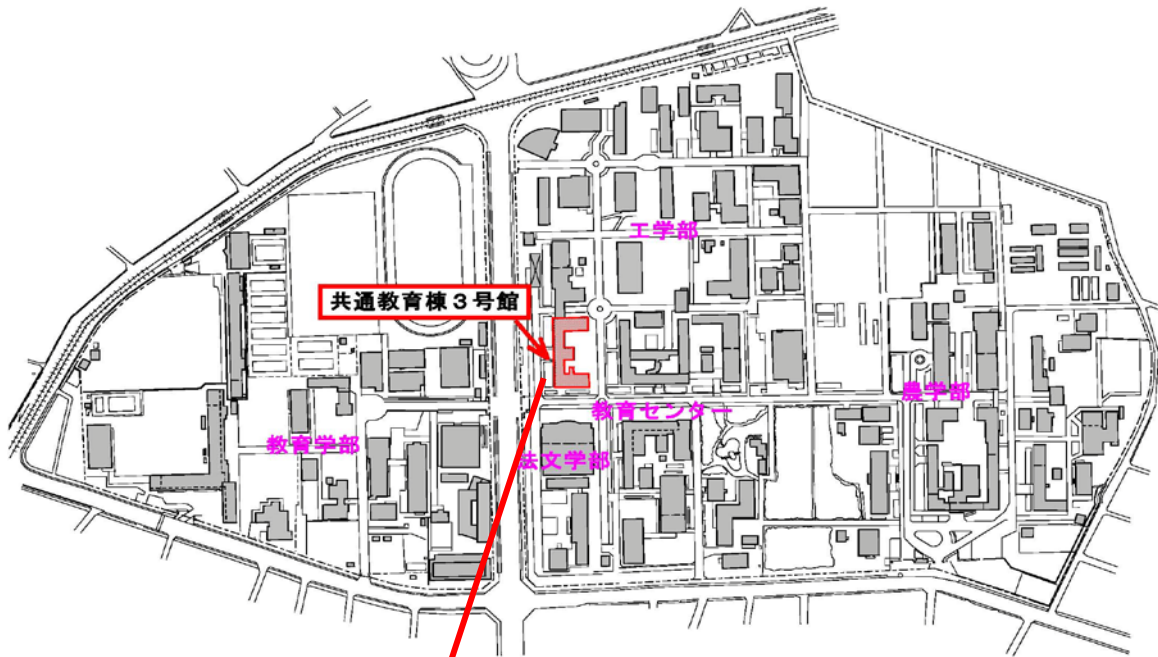 工学部
共通教育棟３号館
農学部
教育センター
教育学部
法文学部